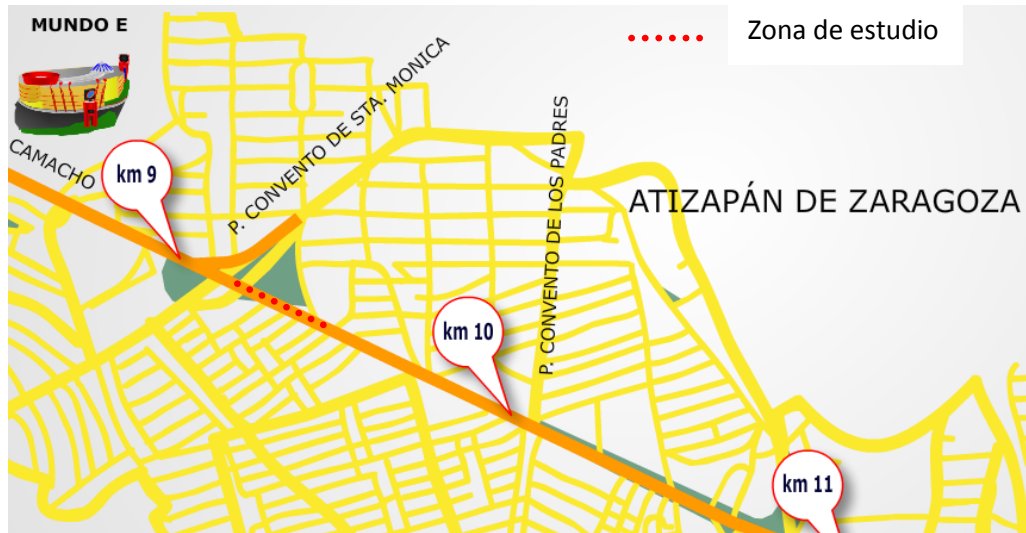 MUNDO E
Zona de estudio
CAMACHO
km 9
P. CONVENTO DE STA. MONICA
P. CONVENTO DE LOS PADRES
ATIZAPÁN DE ZARAGOZA
km 10
km 11